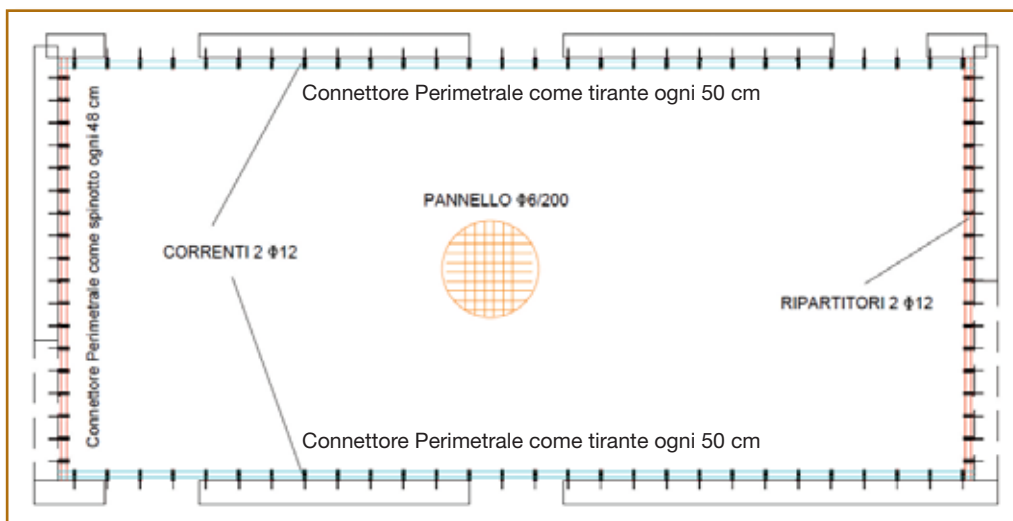 Connettore Perimetrale come tirante ogni 50 cm
Connettore Perimetrale come spinotto ogni 48 cm
PANNELLO Φ6/200
CORRENTI 2 Φ12
RIPARTITORI 2 Φ12
Connettore Perimetrale come tirante ogni 50 cm